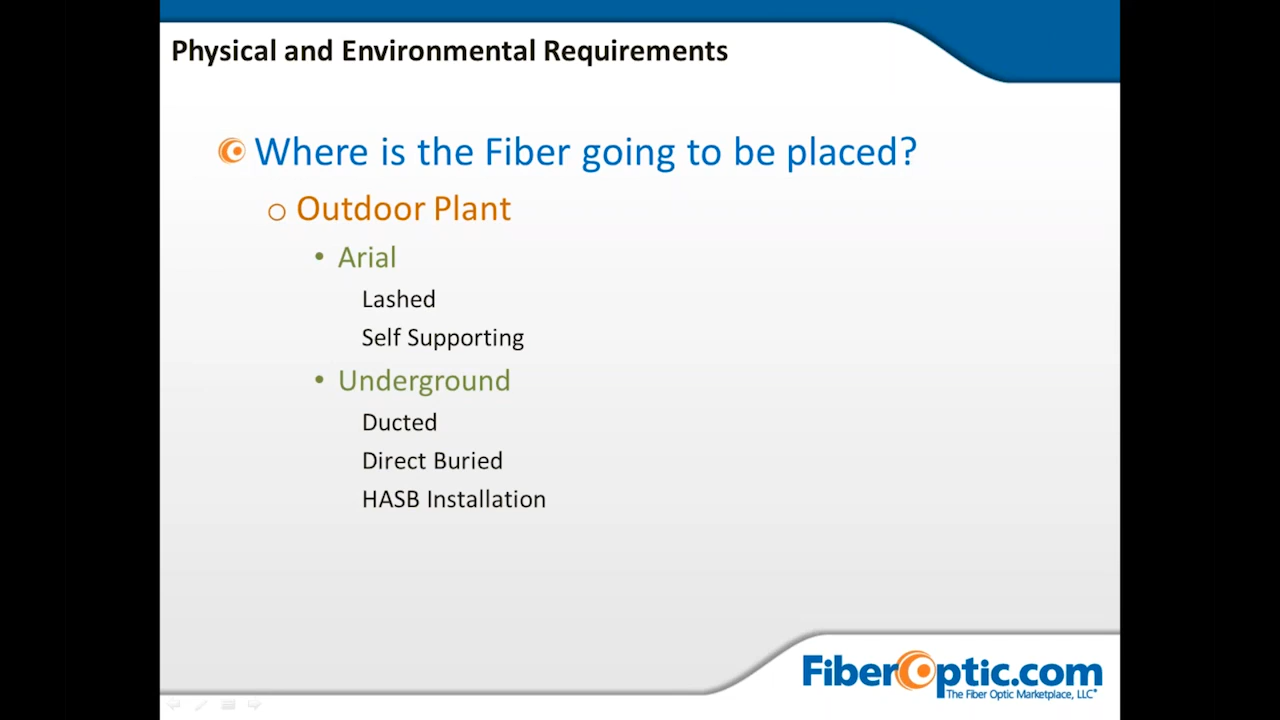 Physical and Environmental Requirements
Where is the Fiber going to be placed?
Outdoor Plant
Arial
Lashed
Self Supporting
Underground
Ducted
Direct Buried
HASB Installation
FiberOptic.com
The Fiber Optic Marketplace, LLC